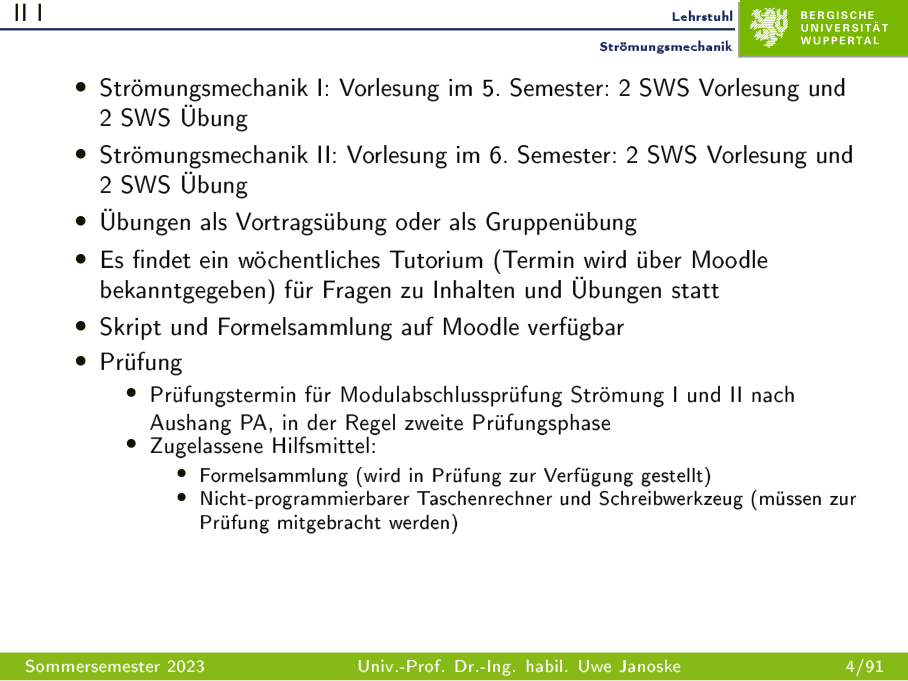 II I
Lehrstuhl
Strömungsmechanik
BERGISCHE
UNIVERSITÄT
WUPPERTAL
• Strömungsmechanik I: Vorlesung im 5. Semester: 2 SWS Vorlesung und
2 SWS Übung
• Strömungsmechanik II: Vorlesung im 6. Semester: 2 SWS Vorlesung und
2 SWS Übung
• Übungen als Vortragsübung oder als Gruppenübung
• Es findet ein wöchentliches Tutorium (Termin wird über Moodle
bekanntgegeben) für Fragen zu Inhalten und Übungen statt
• Skript und Formelsammlung auf Moodle verfügbar
• Prüfung
• Prüfungstermin für Modulabschlussprüfung Strömung I und II nach
Aushang PA, in der Regel zweite Prüfungsphase
• Zugelassene Hilfsmittel:
• Formelsammlung (wird in Prüfung zur Verfügung gestellt)
• Nicht-programmierbarer Taschenrechner und Schreibwerkzeug (müssen zur
Prüfung mitgebracht werden)
Sommersemester 2023
Univ.-Prof. Dr.-Ing. habil. Uwe Janoske
4/91